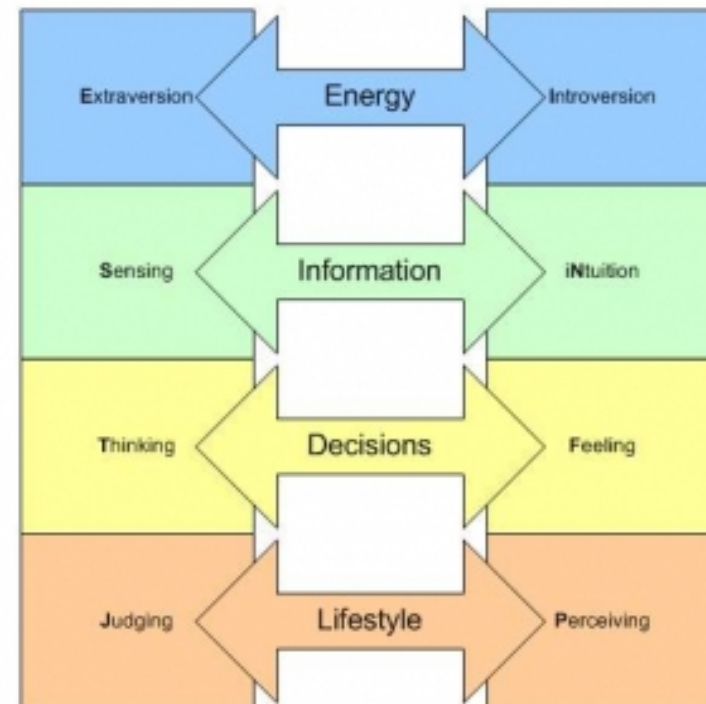 Extraversion Energy Introversion
Sensing Information iNtuition
Thinking Decisions Feeling
Judging Lifestyle Perceiving